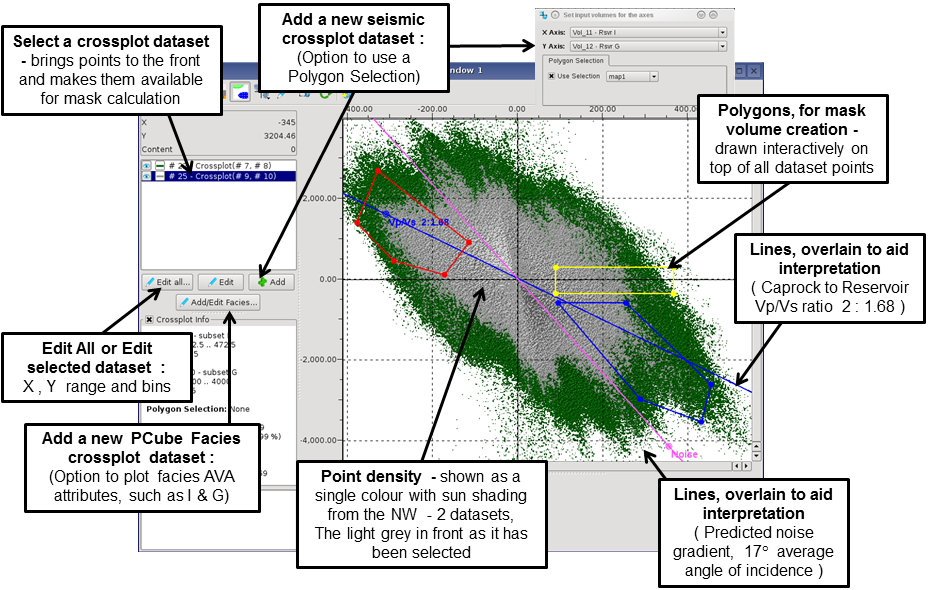 Add a new seismic
crossplot dataset :
(Option to use a
Polygon Selection)
Set input volumes for the axes
X Axis: Vol_11 - Rsvr I
Y Axis: Vol_12 - Rsvr G
Polygon Selection
Use Selection map1
Select a crossplot dataset
- brings points to the front
and makes them available
for mask calculation
ndow 1
X -345
Y 3204.46
Content 0
# 2 - Crossplot(# 7, # 8)
# 25 - Crossplot(# 9, # 10)
Edit all... Edit Add
Add/Edit Facies...
Crossplot Info
- subset
2.5 .. 472.5
5
- subset G
00 .. 4000
Polygon Selection: None
99 %)
400.00 -200.00 0.00 200.00 400.
2,000.00
0.00
-2,000.00
-4,000.00
Vp/Vs 2:1.68
Noise
Polygons, for mask
volume creation -
drawn interactively on
top of all dataset points
Lines, overlain to aid
interpretation
( Caprock to Reservoir
Vp/Vs ratio 2 : 1.68 )
Edit All or Edit
selected dataset :
X , Y range and bins
Add a new PCube Facies
crossplot dataset :
(Option to plot facies AVA
attributes, such as I & G)
Point density - shown as a
single colour with sun shading
from the NW - 2 datasets,
The light grey in front as it has
been selected
Lines, overlain to aid
interpretation
( Predicted noise
gradient, 17° average
angle of incidence )